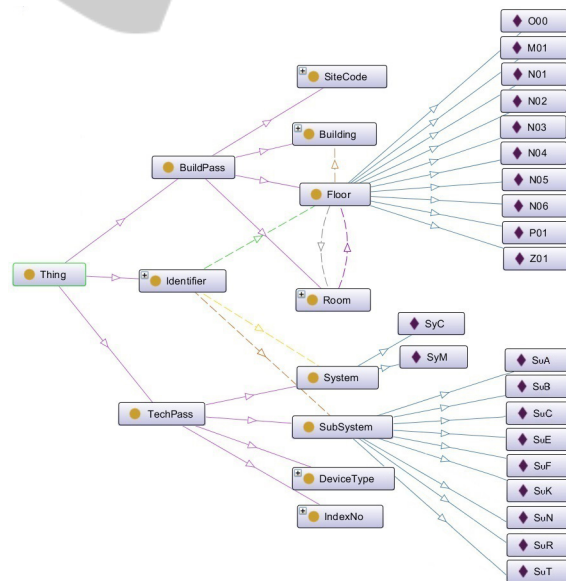 O00
M01
SiteCode
N01
N02
Building
N03
N04
BuildPass
Floor
N05
N06
P01
Z01
Thing
Identifier
Room
SyC
SyM
SuA
System
SuB
TechPass
SuC
SubSystem
SuE
SuF
DeviceType
SuK
IndexNo
SuN
SuR
SuT